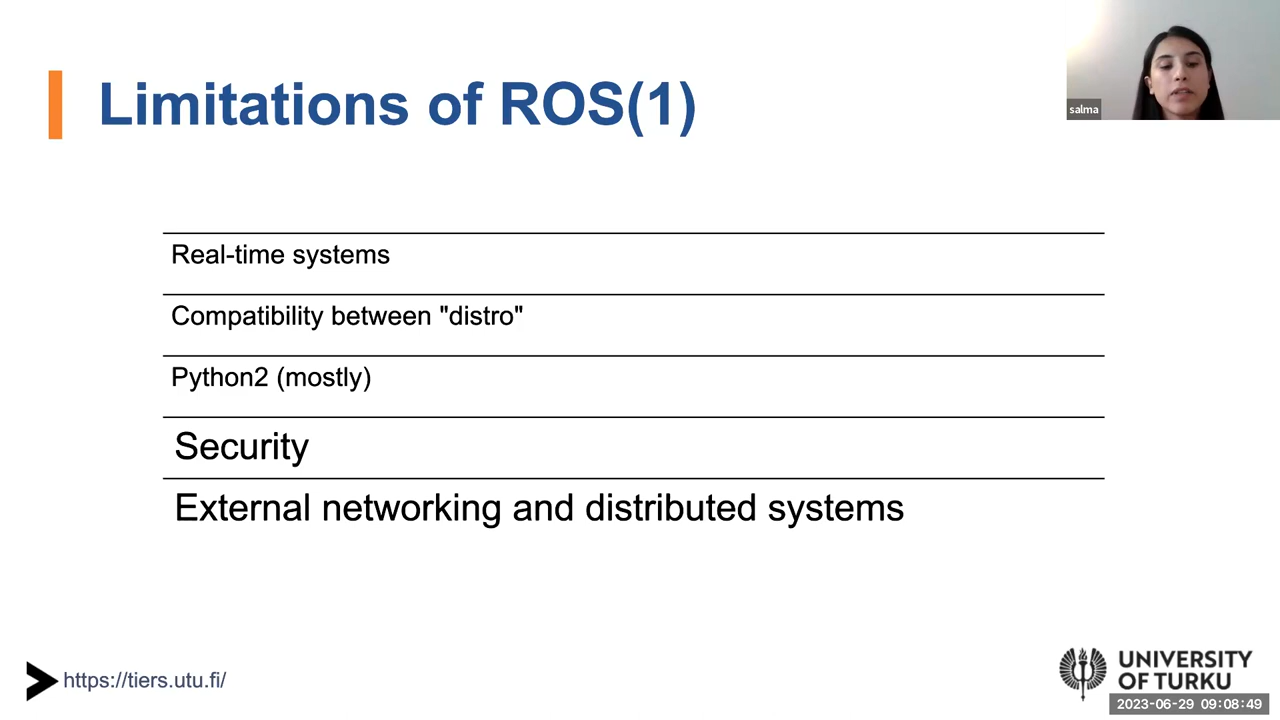 Limitations of ROS(1)
salma
Real-time systems
Compatibility between "distro"
Python2 (mostly)
Security
External networking and distributed systems
https://tiers.utu.fi/
UNIVERSITY
OF TURKU
2023-06-29 09:08:49